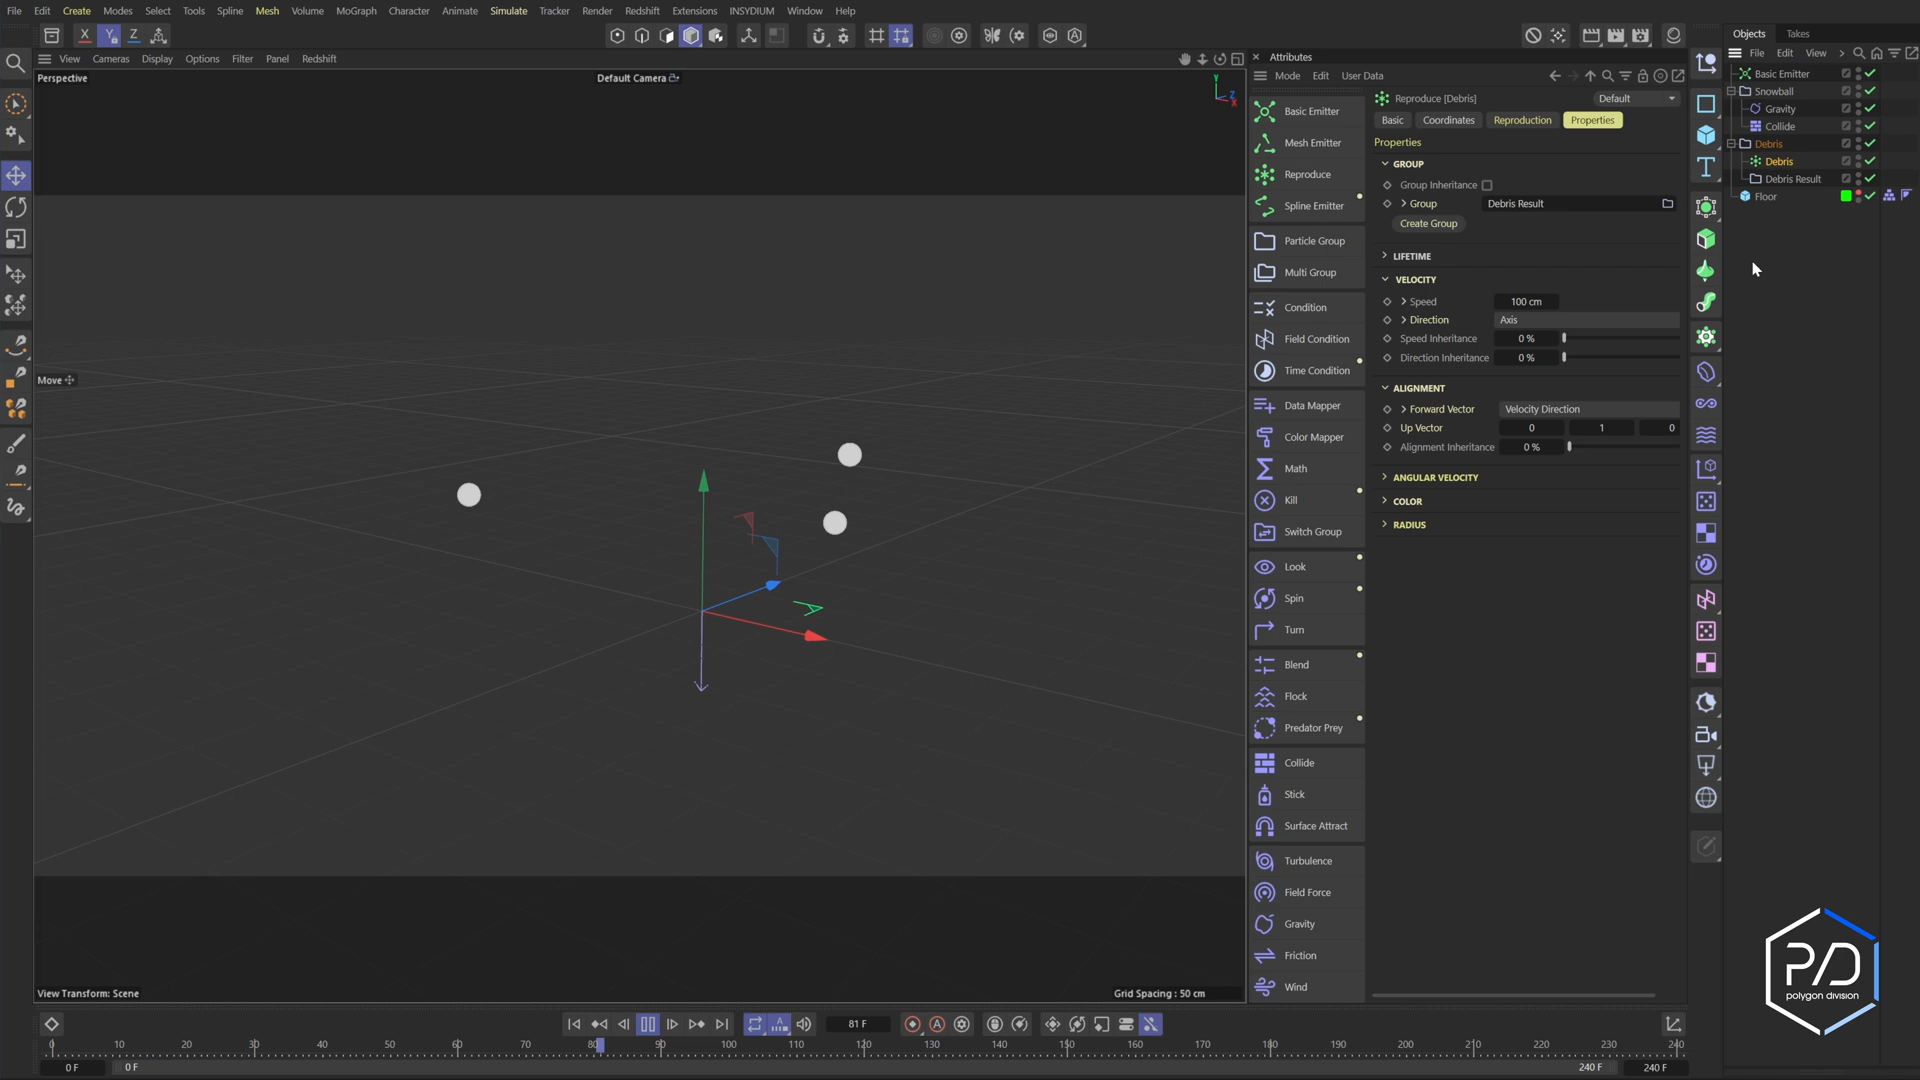 File Edit Create Modes Select Tools Spline Mesh Volume MoGraph Character Animate Simulate Tracker Render Redshift Extensions INSYDIUM Window Help
Objects Takes
X Y Z
View Cameras Display Options Filter Panel Redshift
Attributes
File Edit View
Perspective
Default Camera
Y
Z
X
Mode Edit User Data
Basic Emitter
Snowball
Gravity
Collide
Debris
Debris
Debris Result
Floor
Basic Emitter
Mesh Emitter
Reproduce
Spline Emitter
Particle Group
Multi Group
Condition
Field Condition
Time Condition
Data Mapper
Color Mapper
Math
Kill
Switch Group
Look
Spin
Turn
Blend
Flock
Predator Prey
Collide
Stick
Surface Attract
Turbulence
Field Force
Gravity
Friction
Wind
Reproduce [Debris]
Default
Basic Coordinates Reproduction Properties
Properties
GROUP
Group Inheritance
Group Debris Result
Create Group
LIFETIME
VELOCITY
Speed 100 cm
Direction Axis
Speed Inheritance 0 %
Direction Inheritance 0 %
ALIGNMENT
Forward Vector Velocity Direction
Up Vector 0 1 0
Alignment Inheritance 0 %
ANGULAR VELOCITY
COLOR
RADIUS
Move
View Transform: Scene
Grid Spacing : 50 cm
81 F
0 10 20 30 40 50 60 70 80 90 100 110 120 130 140 150 160 170 180 190 200 210 220 230 240
0 F 0 F 240 F 240 F
P/D
polygon division